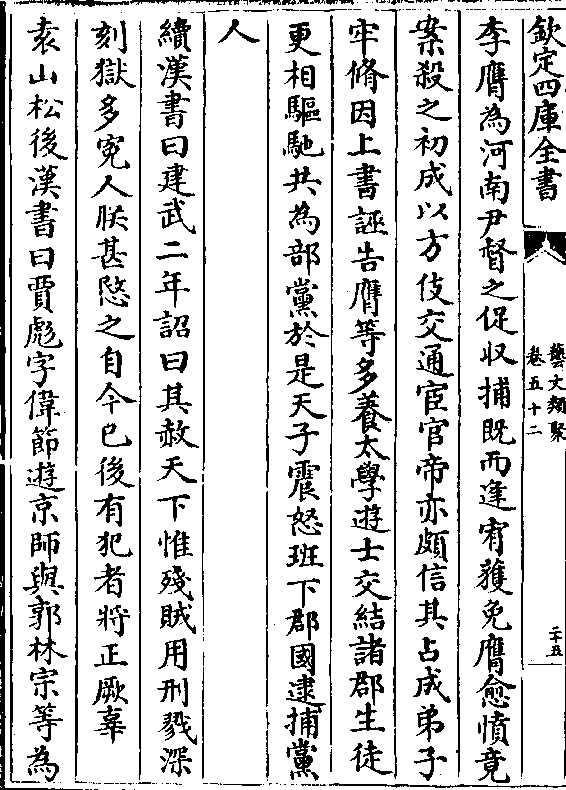 欽定四庫全書
藝文類聚
卷五十二
二十五
李膺為河南尹督之促収捕既而逢宥獲免膺愈憤竟
案殺之初成以方伎交通宦官帝亦頗信其占成弟子
牢脩因上書誣告膺等多養太學遊士交結諸郡生徒
更相驅馳共為部黨於是天子震怒班下郡國逮捕黨
人
續漢書曰建武二年詔曰其赦天下惟殘賊用刑戮深
刻獄多寃人朕甚愍之自今已後有犯者將正厥辜
袁山松後漢書曰賈彪字偉節遊京師與郭林宗等為